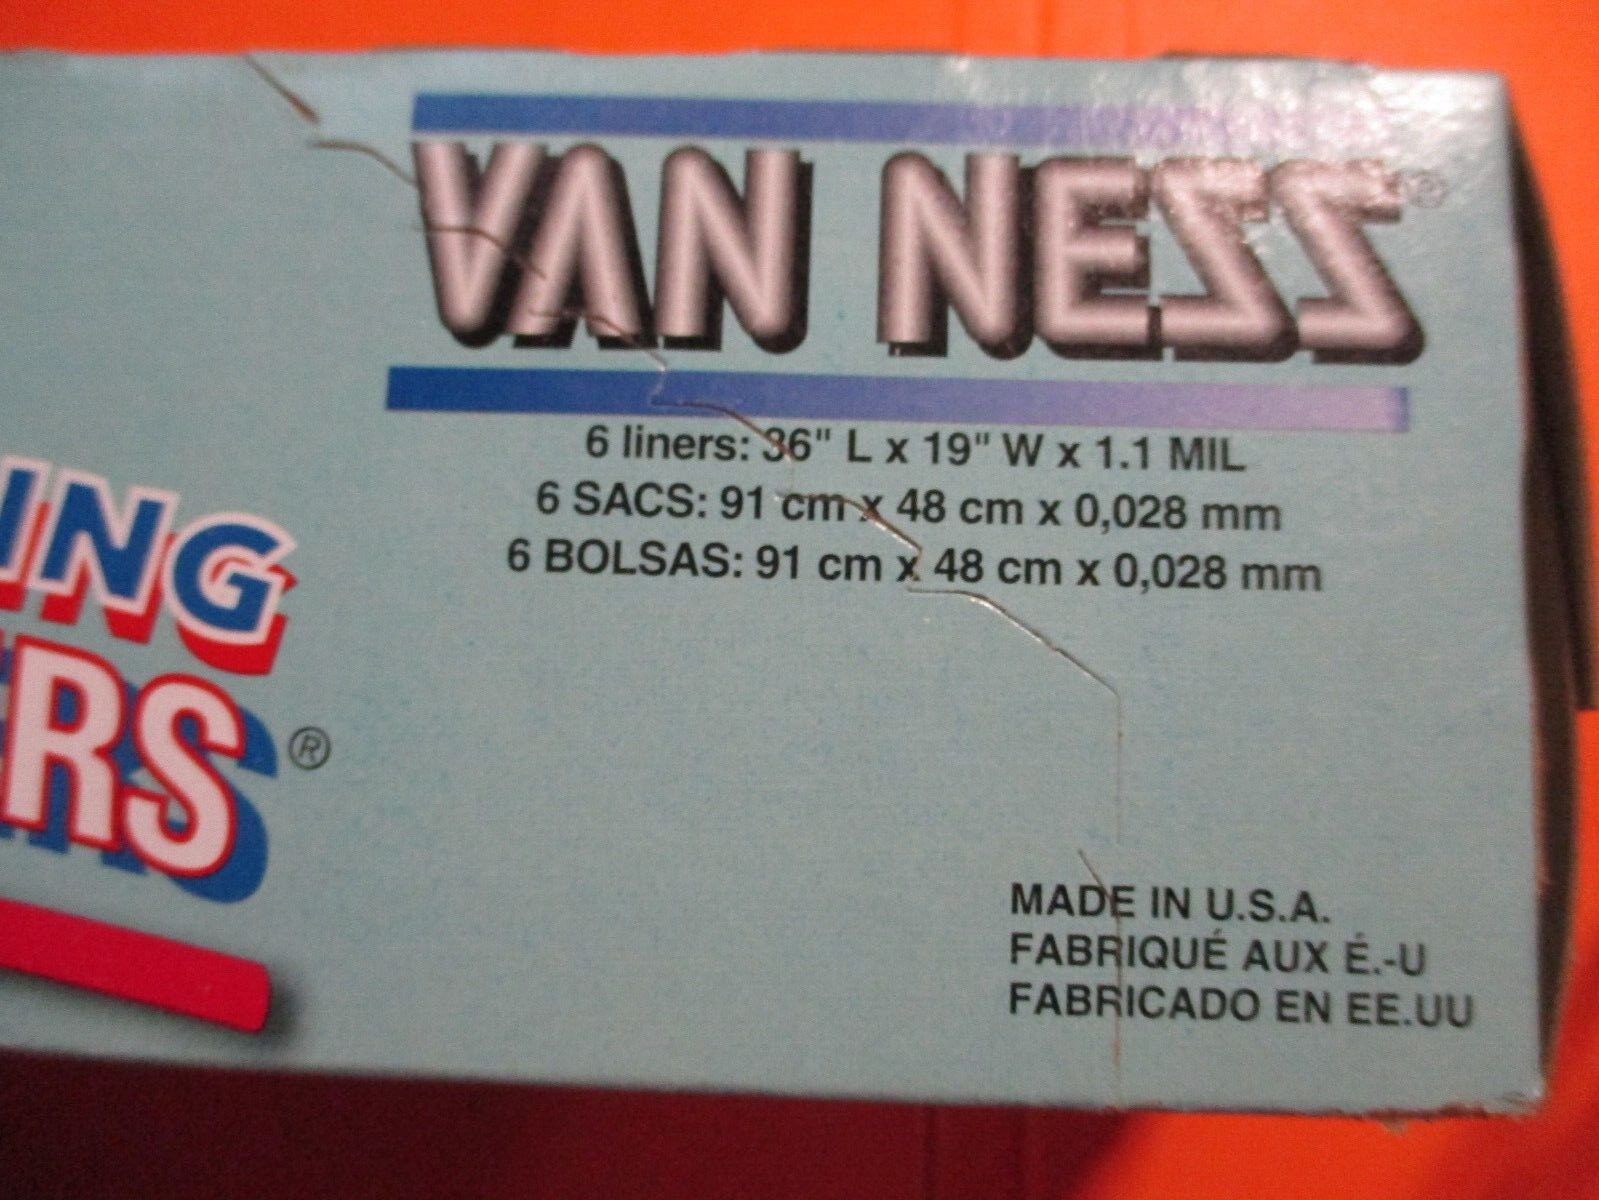 VAN NESS®
6 liners: 36" L x 19" W x 1.1 MIL
6 SACS: 91 cm x 48 cm x 0,028 mm
6 BOLSAS: 91 cm x 48 cm x 0,028 mm
ING
RS®
MADE IN U.S.A.
FABRIQUÉ AUX É.-U
FABRICADO EN EE.UU